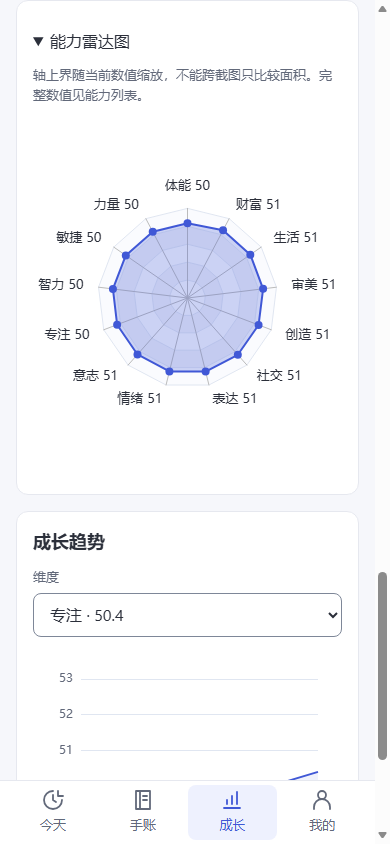 ▼ 能力雷达图
轴上界随当前数值缩放，不能跨截图只比较面积。完
整数值见能力列表。
体能 50
力量 50
财富 51
敏捷 50
生活 51
智力 50
审美 51
专注 50
创造 51
意志 51
社交 51
情绪 51
表达 51
成长趋势
维度
专注 · 50.4
53
52
51
今天
手账
成长
我的